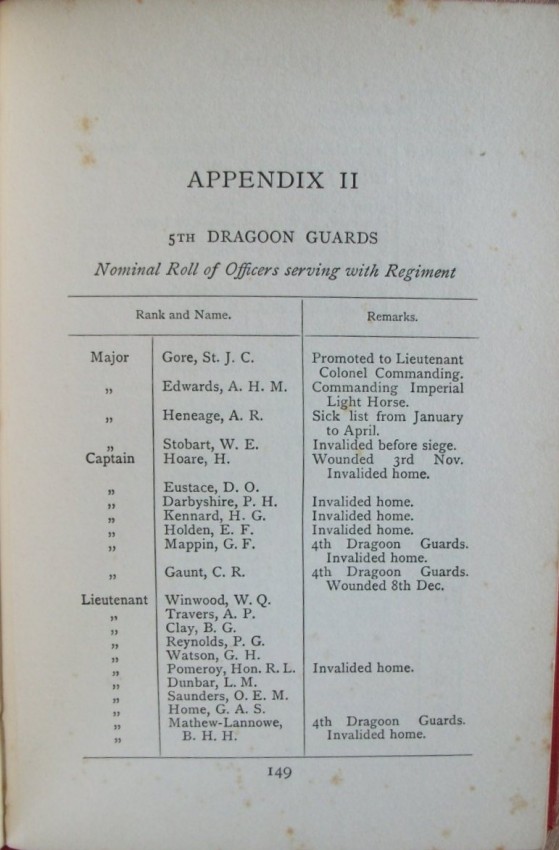 APPENDIX II
5TH DRAGOON GUARDS
Nominal Roll of Officers serving with Regiment
Rank and Name. Remarks.
Major Gore, St. J. C. Promoted to Lieutenant
Colonel Commanding.
„ Edwards, A. H. M. Commanding Imperial
Light Horse.
„ Heneage, A. R. Sick list from January
to April.
„ Stobart, W. E. Invalided before siege.
Captain Hoare, H. Wounded 3rd Nov.
Invalided home.
„ Eustace, D. O.
„ Darbyshire, P. H. Invalided home.
„ Kennard, H. G. Invalided home.
„ Holden, E. F. Invalided home.
„ Mappin, G. F. 4th Dragoon Guards.
Invalided home.
„ Gaunt, C. R. 4th Dragoon Guards.
Wounded 8th Dec.
Lieutenant Winwood, W. Q.
„ Travers, A. P.
„ Clay, B. G.
„ Reynolds, P. G.
„ Watson, G. H.
„ Pomeroy, Hon. R. L. Invalided home.
„ Dunbar, L. M.
„ Saunders, O. E. M.
„ Home, G. A. S.
„ Mathew-Lannowe, 4th Dragoon Guards.
„ B. H. H. Invalided home.
149